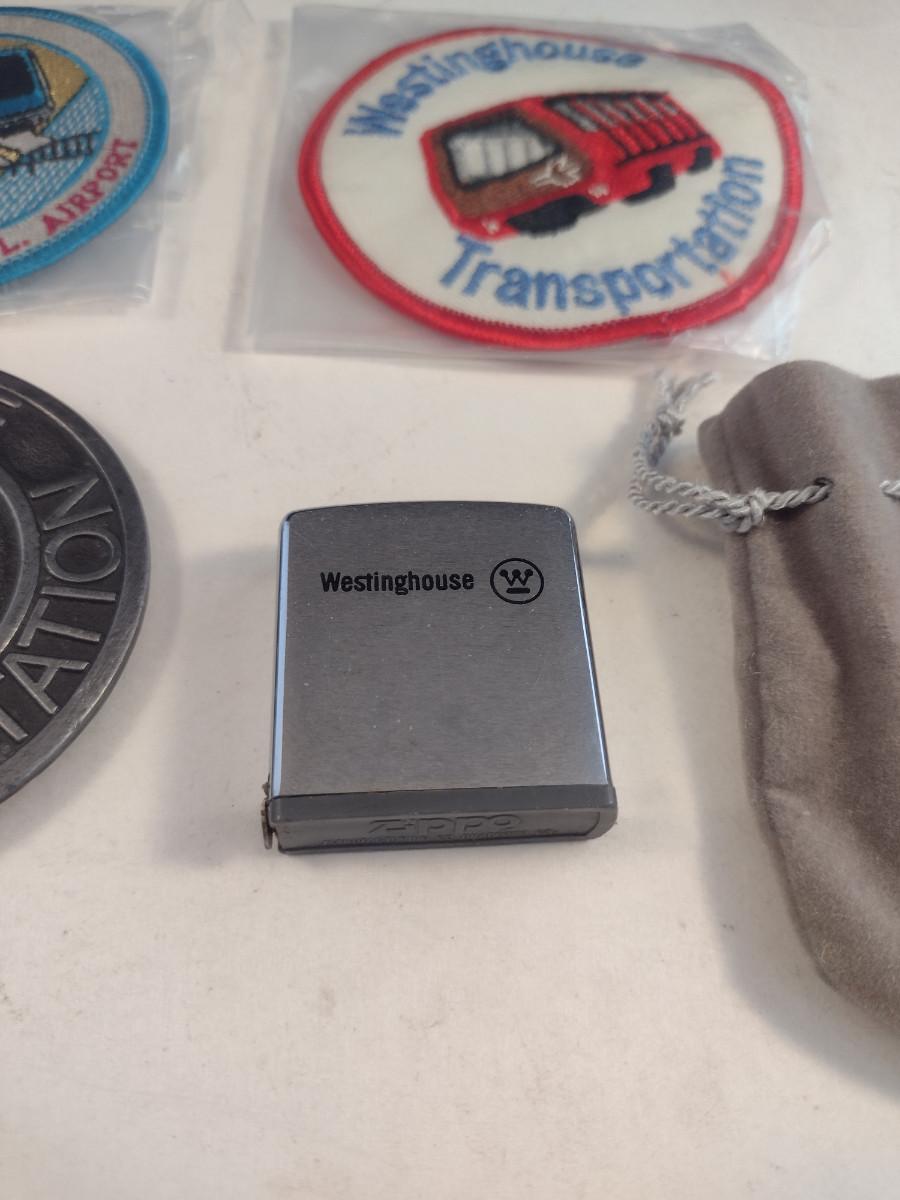 L. AIRPORT
Westinghouse
Transportation
TATION
Westinghouse W
Zippo